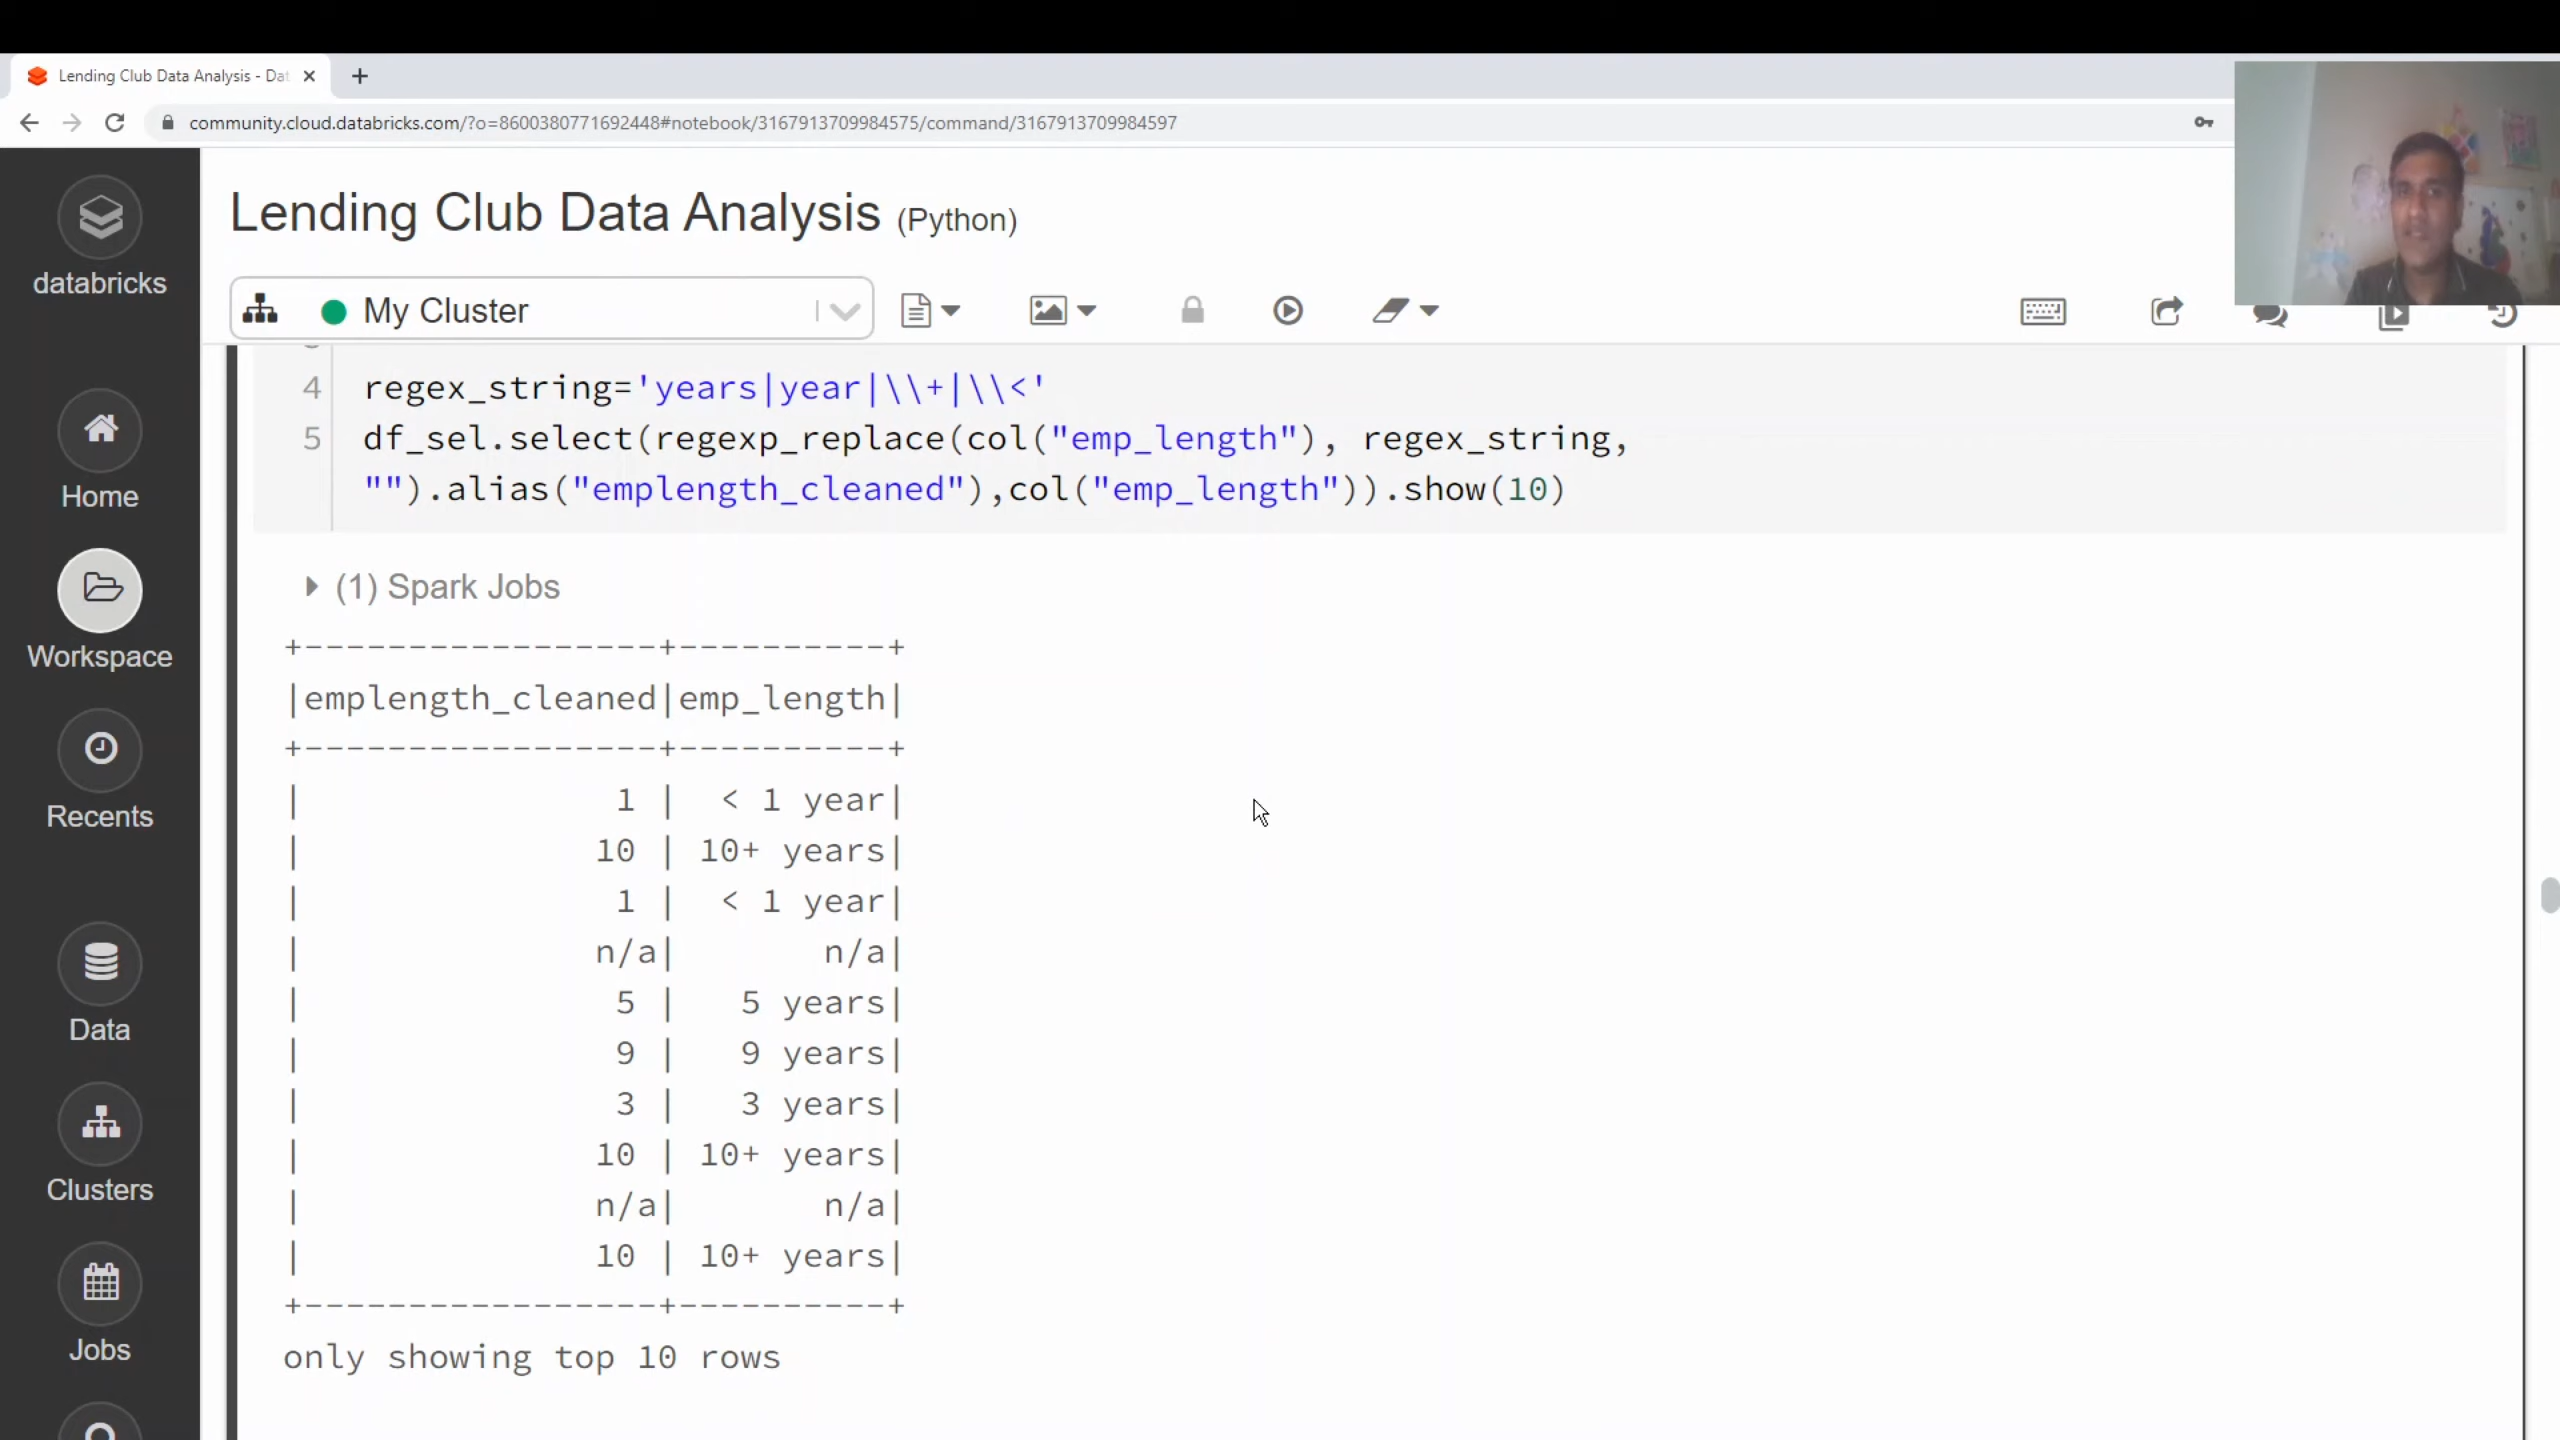 Lending Club Data Analysis - Dat
community.cloud.databricks.com/?o=8600380771692448#notebook/3167913709984575/command/3167913709984597
databricks
Home
Workspace
Recents
Data
Clusters
Jobs
Lending Club Data Analysis (Python)
My Cluster
4 regex_string='years|year|\\+|\\<'
5 df_sel.select(regexp_replace(col("emp_length"), regex_string,
"").alias("emplength_cleaned"),col("emp_length")).show(10)
(1) Spark Jobs
+-----------------+----------+
|emplength_cleaned|emp_length|
+-----------------+----------+
|               1 |  < 1 year|
|              10 | 10+ years|
|               1 |  < 1 year|
|              n/a|       n/a|
|               5 |   5 years|
|               9 |   9 years|
|               3 |   3 years|
|              10 | 10+ years|
|              n/a|       n/a|
|              10 | 10+ years|
+-----------------+----------+
only showing top 10 rows